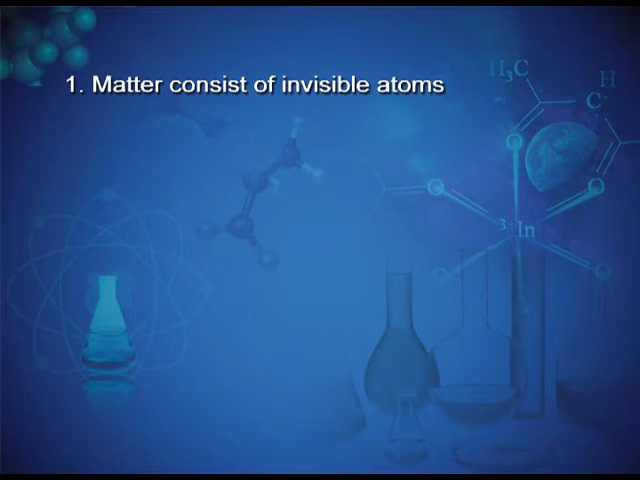 1. Matter consist of invisible atoms
H3C
H
C-
O
O
O
3+In